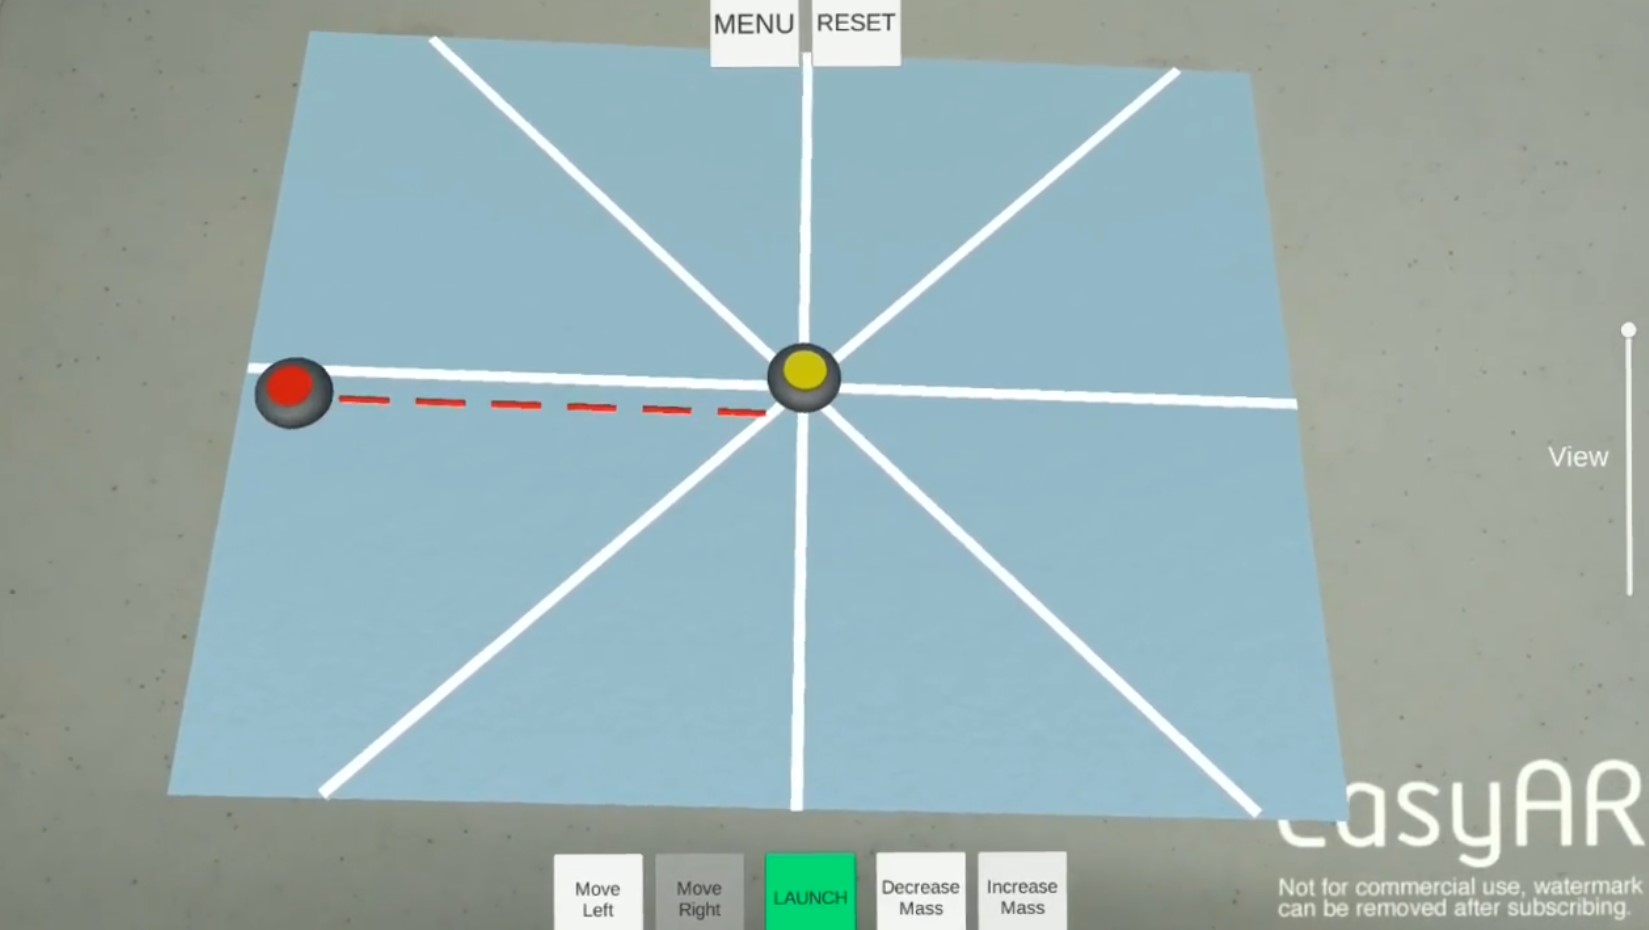 MENU RESET
View
easyAR
Not for commercial use, watermark
can be removed after subscribing.
Move
Left
Move
Right
LAUNCH
Decrease
Mass
Increase
Mass